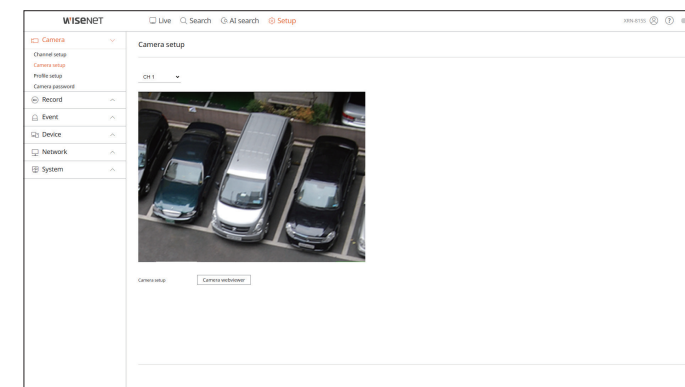 WISENET
Live Search AI search Setup
XRN-815S
Camera
Channel setup
Camera setup
Profile setup
Camera password
Record
Event
Device
Network
System
Camera setup
CH 1
Camera setup Camera webviewer